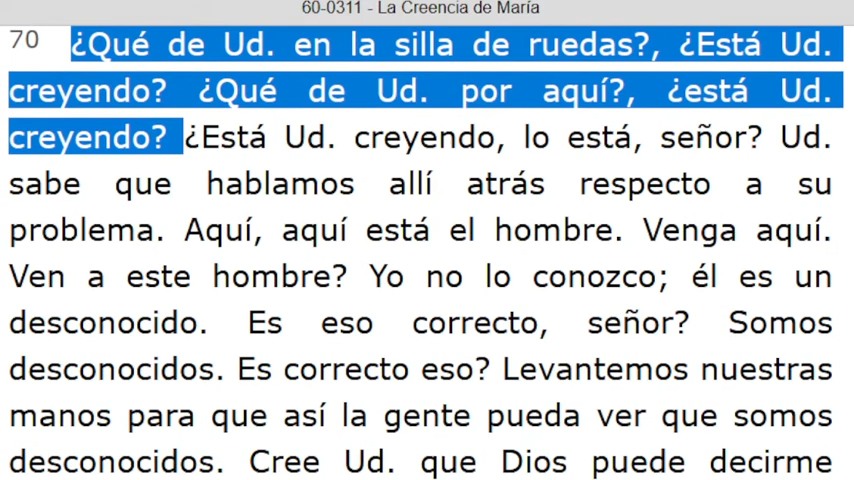 60-0311 - La Creencia de María
70 ¿Qué de Ud. en la silla de ruedas?, ¿Está Ud.
creyendo? ¿Qué de Ud. por aquí?, ¿está Ud.
creyendo? ¿Está Ud. creyendo, lo está, señor? Ud.
sabe que hablamos allí atrás respecto a su
problema. Aquí, aquí está el hombre. Venga aquí.
Ven a este hombre? Yo no lo conozco; él es un
desconocido. Es eso correcto, señor? Somos
desconocidos. Es correcto eso? Levantemos nuestras
manos para que así la gente pueda ver que somos
desconocidos. Cree Ud. que Dios puede decirme